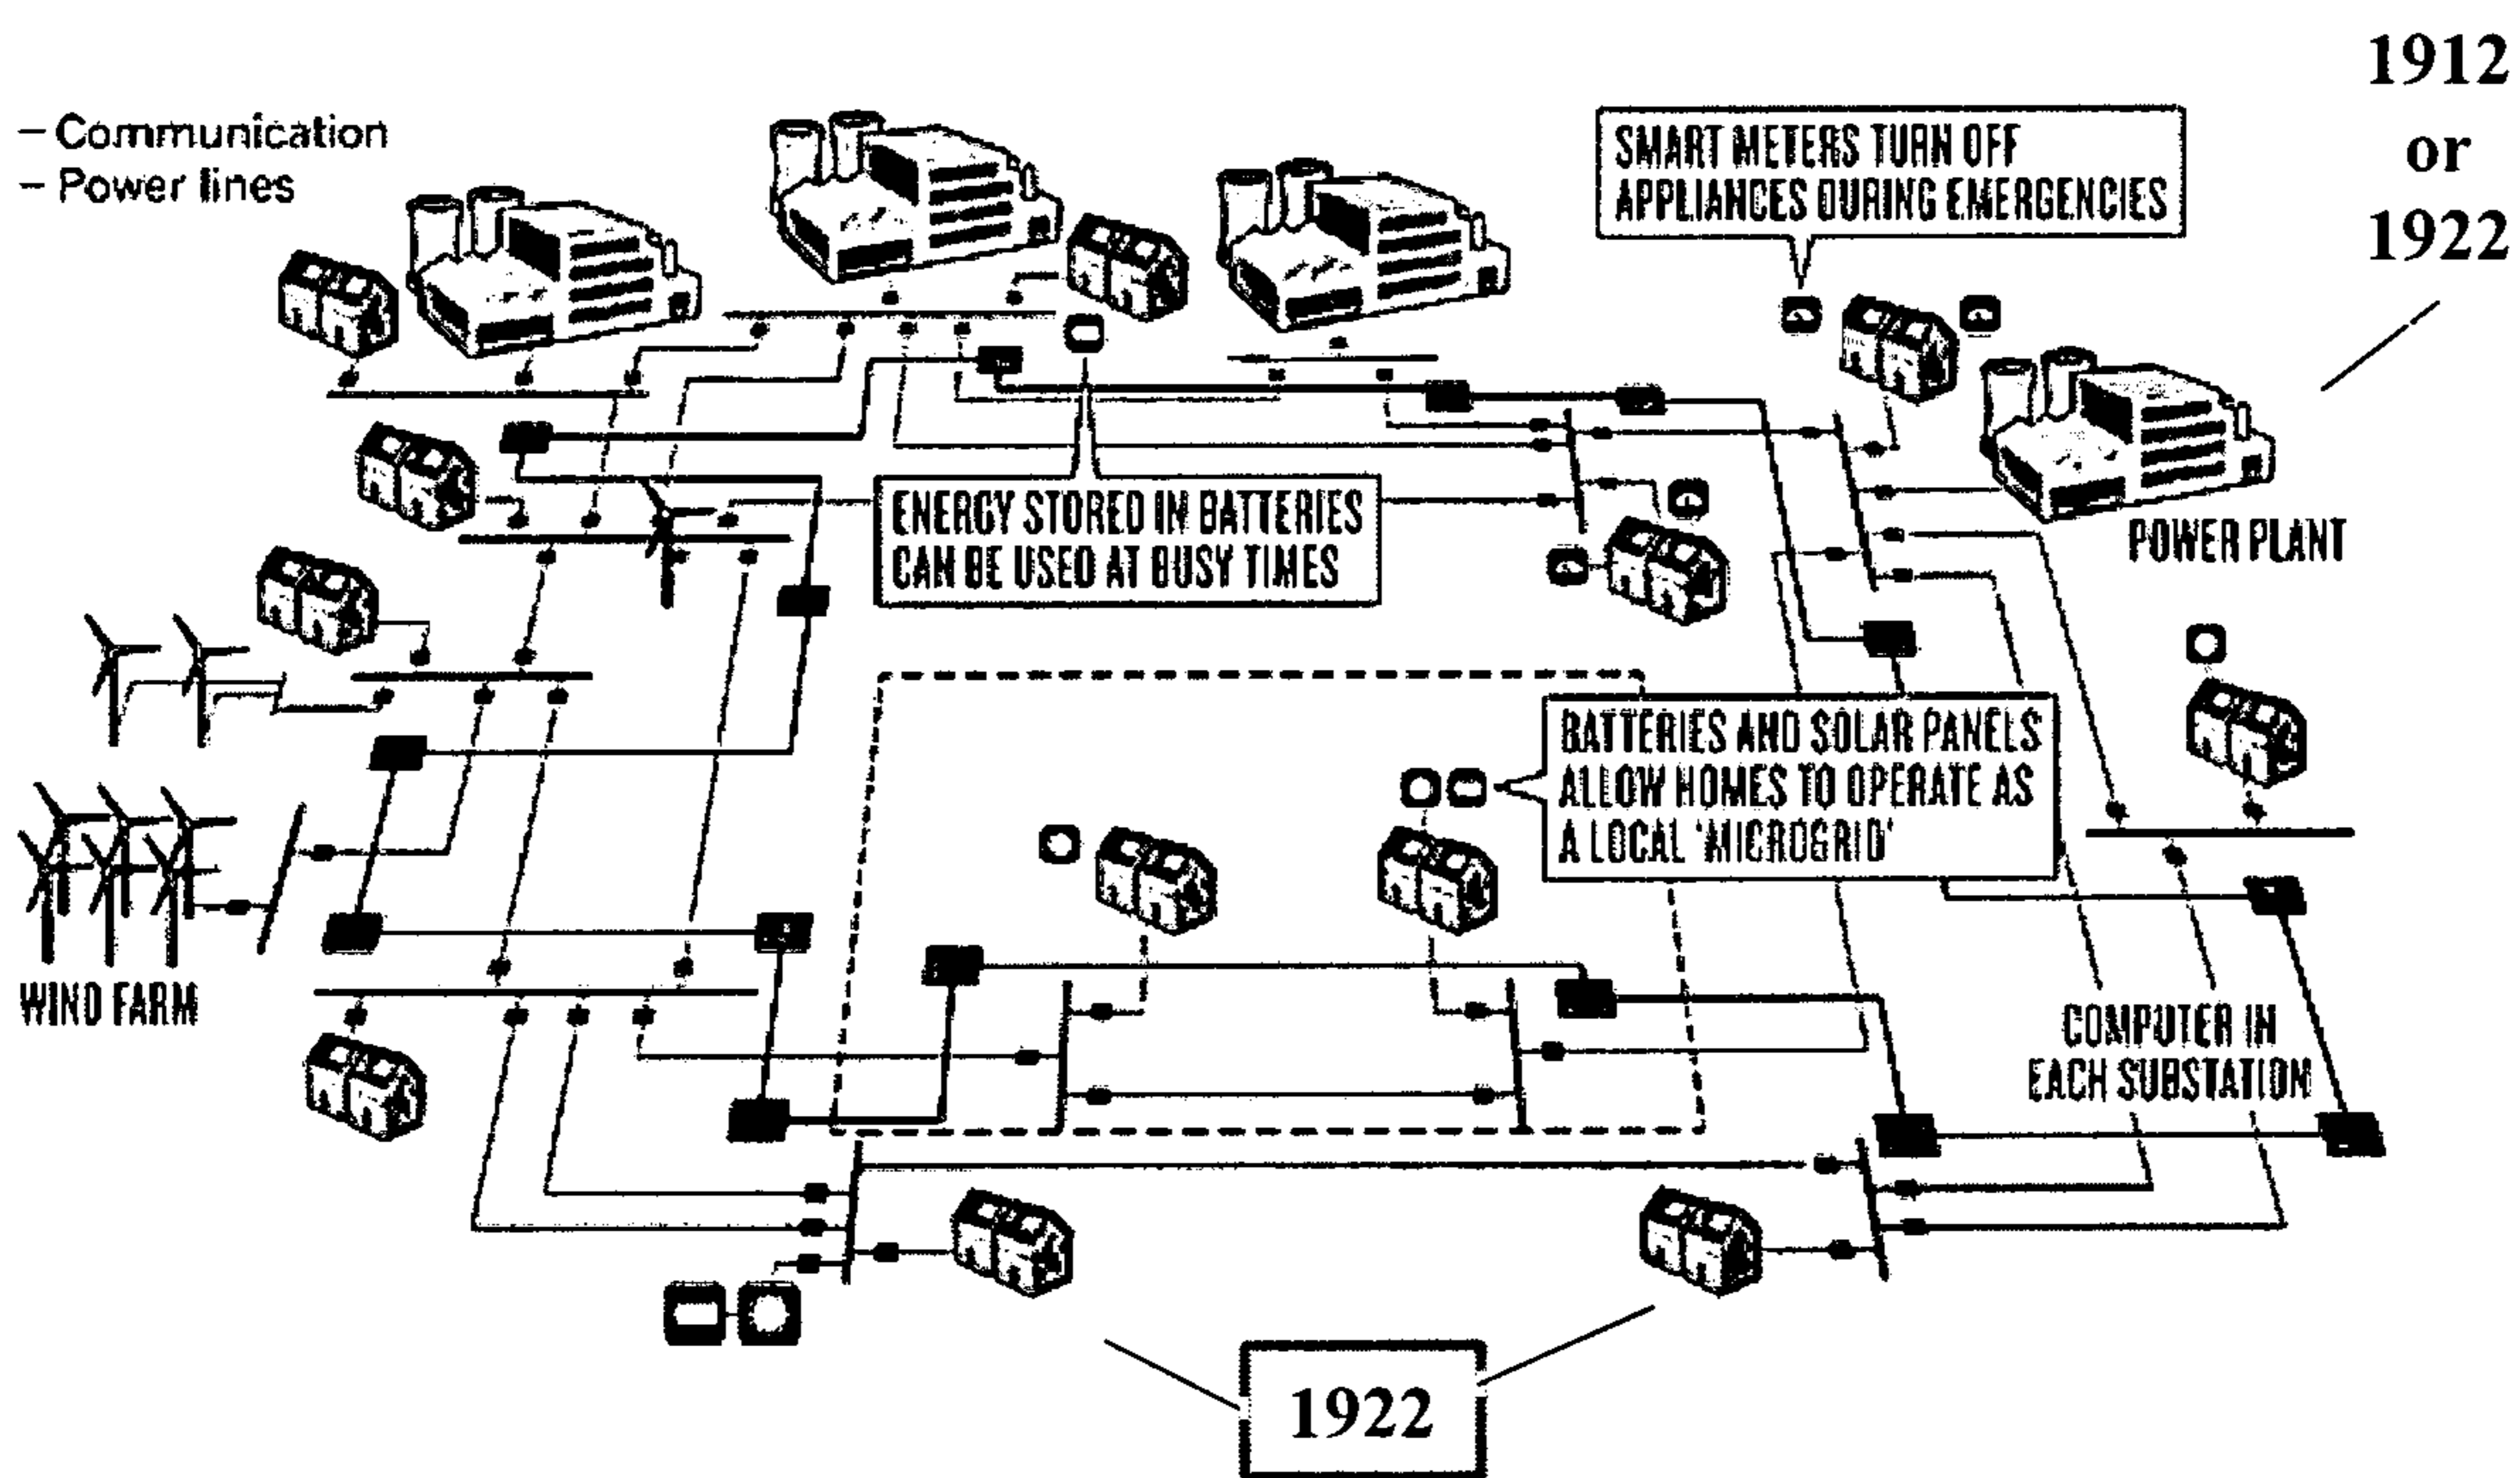 – Communication
– Power lines
1912
or
1922
SMART METERS TURN OFF
APPLIANCES DURING EMERGENCIES
ENERGY STORED IN BATTERIES
CAN BE USED AT BUSY TIMES
POWER PLANT
BATTERIES AND SOLAR PANELS
ALLOW HOMES TO OPERATE AS
A LOCAL 'MICROGRID'
WIND FARM
COMPUTER IN
EACH SUBSTATION
1922